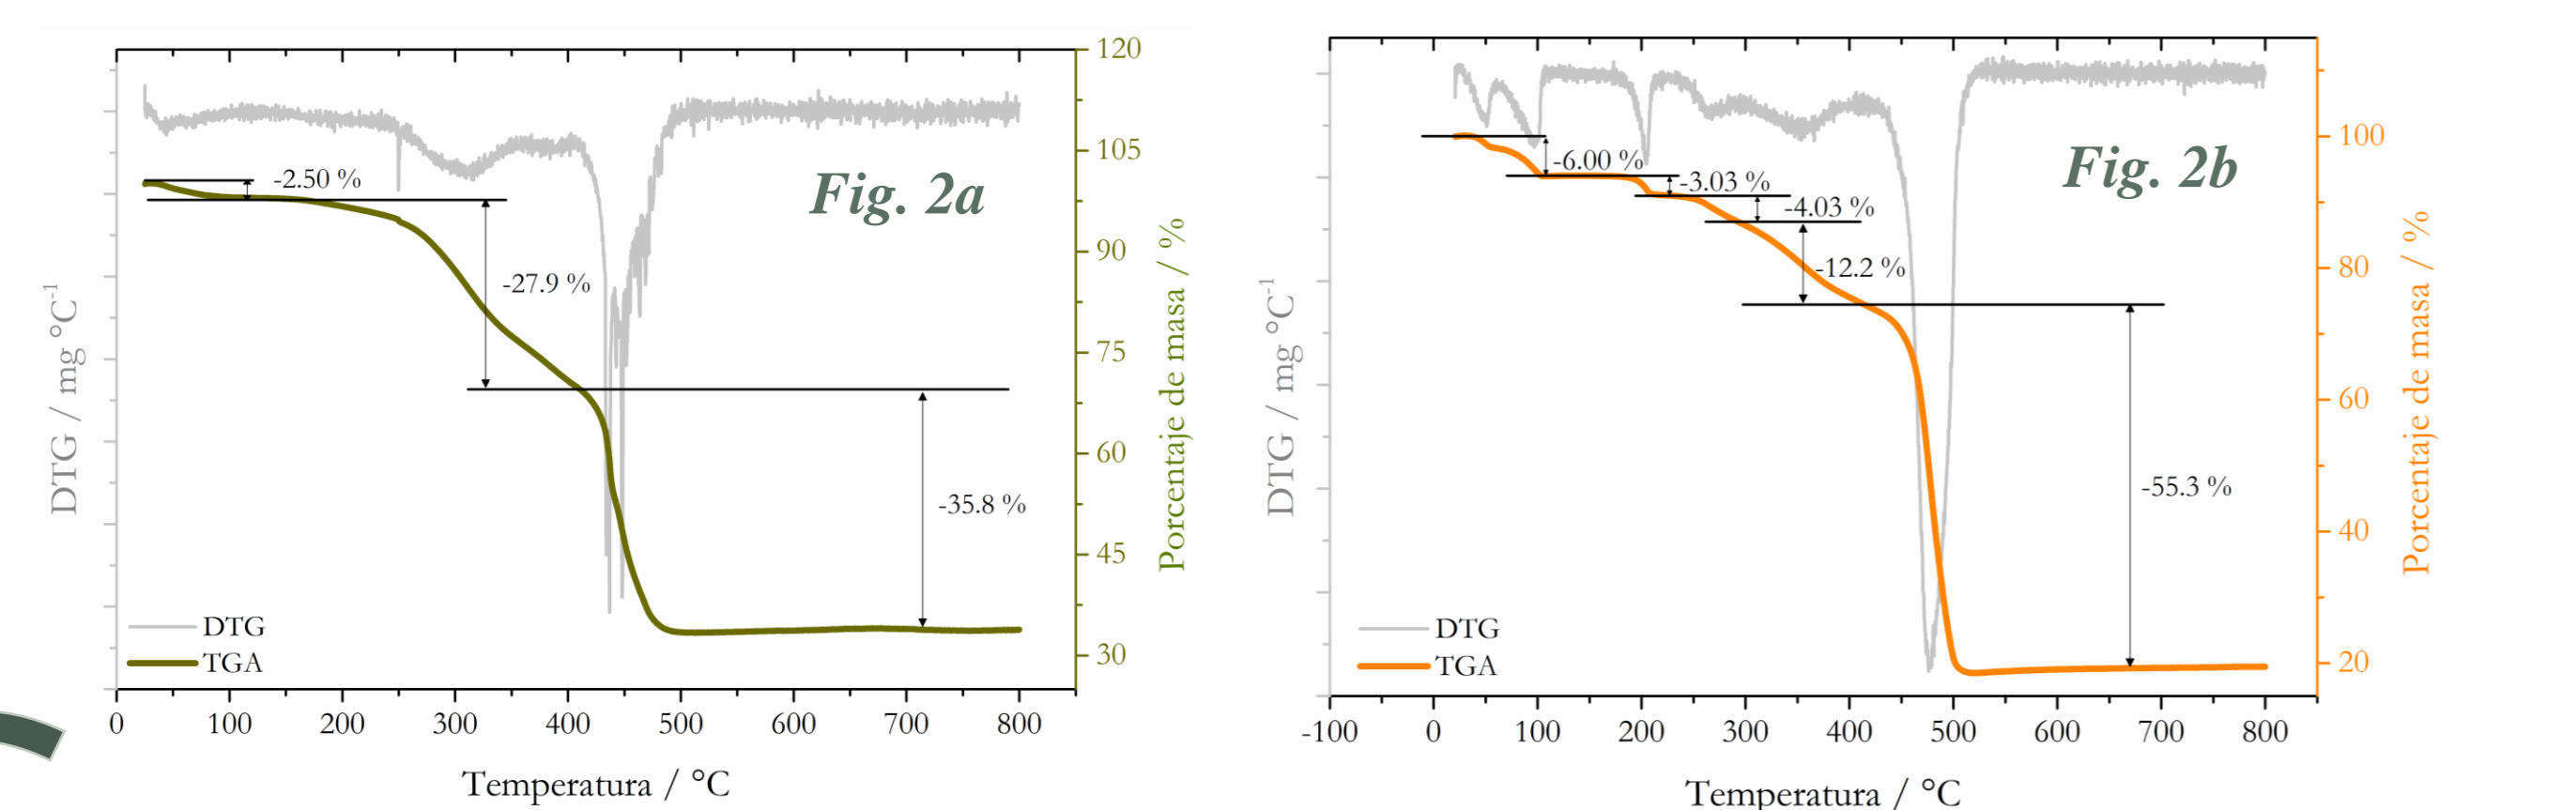 Fig. 2a
-2.50 %
-27.9 %
-35.8 %
DTG
TGA
DTG / mg °C-1
Porcentaje de masa / %
120
105
90
75
60
45
30
0 100 200 300 400 500 600 700 800
Temperatura / °C
Fig. 2b
-6.00 %
-3.03 %
-4.03 %
-12.2 %
-55.3 %
DTG
TGA
DTG / mg °C-1
Porcentaje de masa / %
100
80
60
40
20
-100 0 100 200 300 400 500 600 700 800
Temperatura / °C